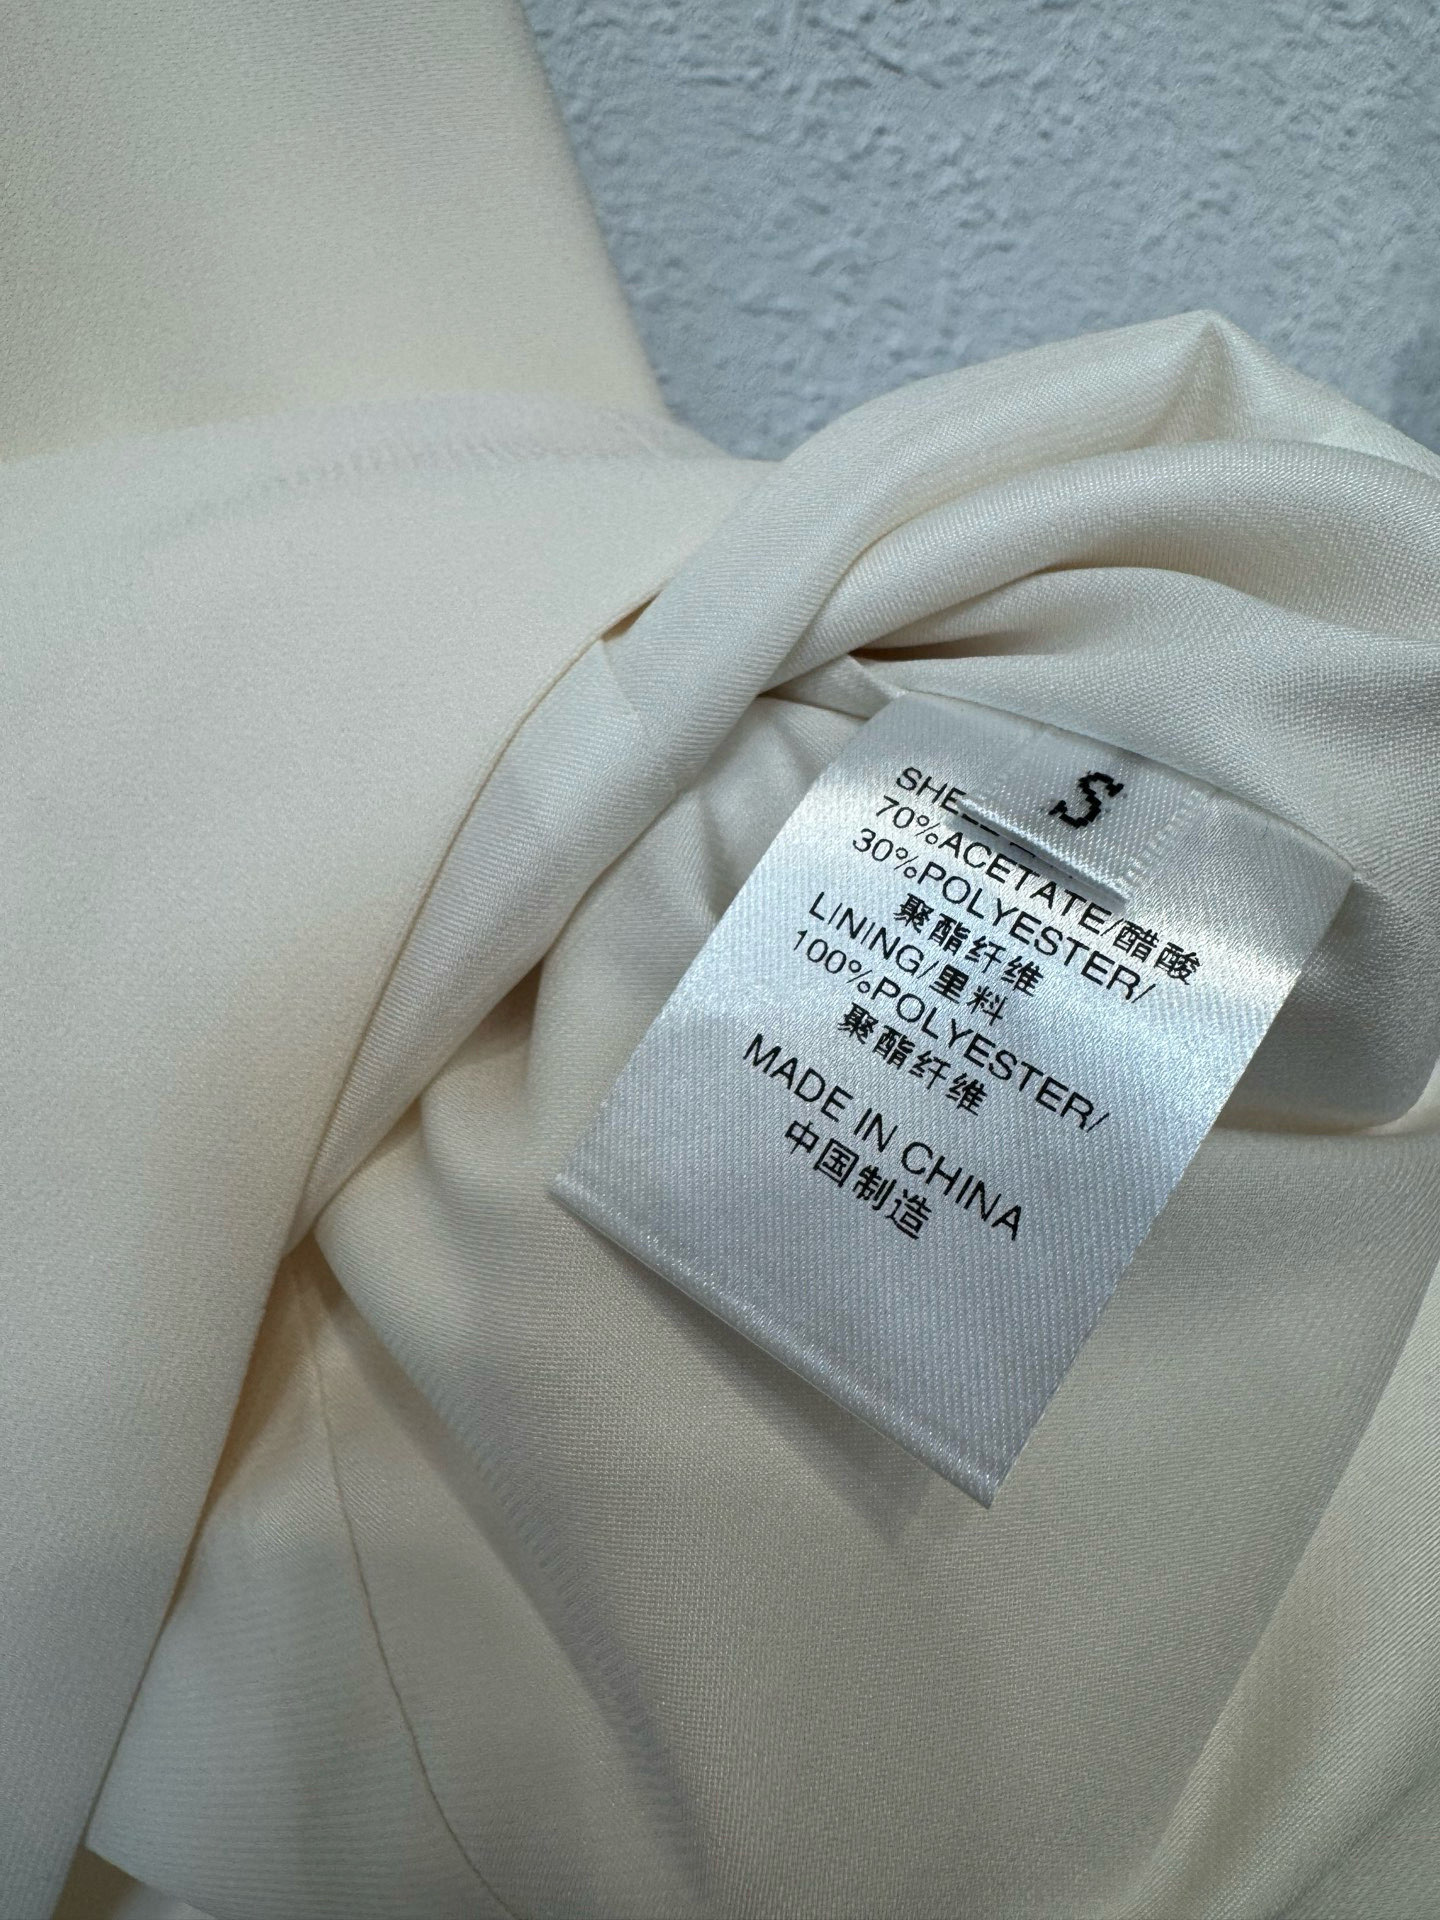 S
70%ACETATE/醋酸
30%POLYESTER/
聚酯纤维
LINING/里料
100%POLYESTER/
聚酯纤维
MADE IN CHINA
中国制造